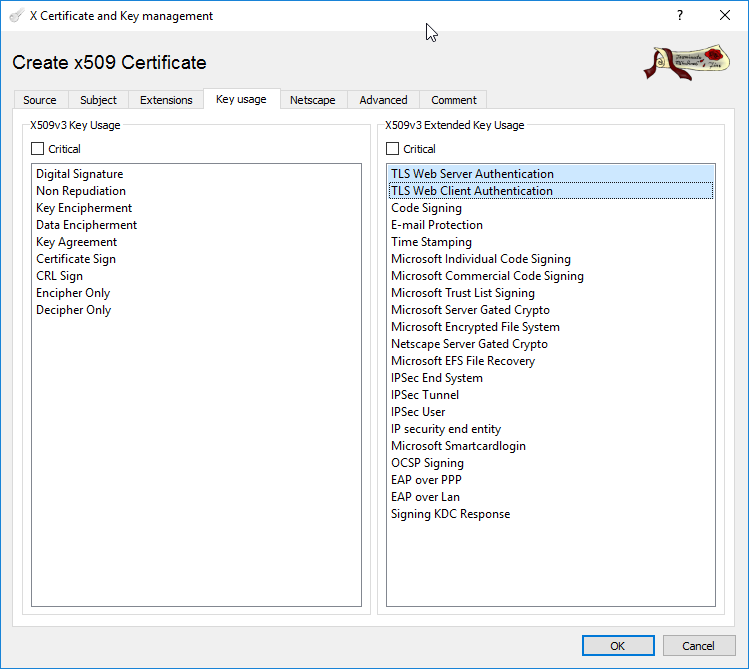 X Certificate and Key management
?
Create x509 Certificate
Source Subject Extensions Key usage Netscape Advanced Comment
X509v3 Key Usage
Critical
Digital Signature
Non Repudiation
Key Encipherment
Data Encipherment
Key Agreement
Certificate Sign
CRL Sign
Encipher Only
Decipher Only
X509v3 Extended Key Usage
Critical
TLS Web Server Authentication
TLS Web Client Authentication
Code Signing
E-mail Protection
Time Stamping
Microsoft Individual Code Signing
Microsoft Commercial Code Signing
Microsoft Trust List Signing
Microsoft Server Gated Crypto
Microsoft Encrypted File System
Netscape Server Gated Crypto
Microsoft EFS File Recovery
IPSec End System
IPSec Tunnel
IPSec User
IP security end entity
Microsoft Smartcardlogin
OCSP Signing
EAP over PPP
EAP over Lan
Signing KDC Response
OK Cancel